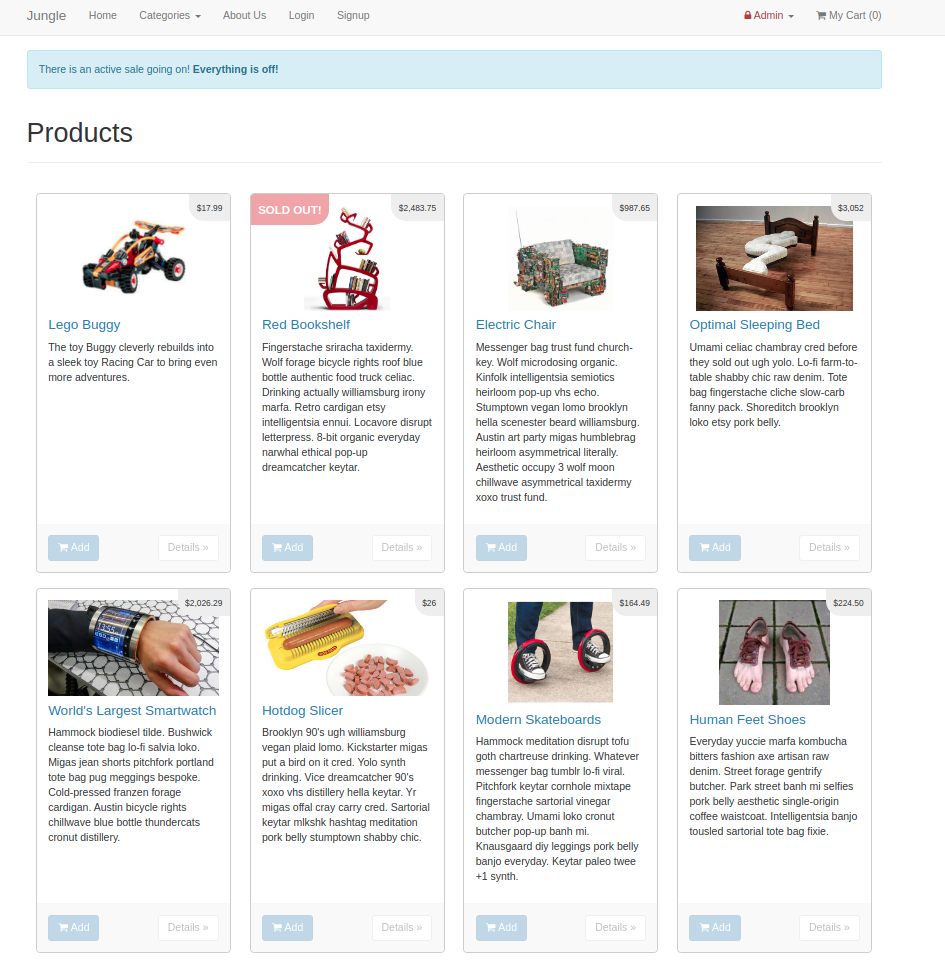 Jungle Home Categories About Us Login Signup Admin My Cart (0)
There is an active sale going on! Everything is off!
Products
$17.99
Lego Buggy
The toy Buggy cleverly rebuilds into
a sleek toy Racing Car to bring even
more adventures.
Add Details »
SOLD OUT! $2,483.75
Red Bookshelf
Fingerstache sriracha taxidermy.
Wolf forage bicycle rights roof blue
bottle authentic food truck celiac.
Drinking actually williamsburg irony
marfa. Retro cardigan etsy
intelligentsia ennui. Locavore disrupt
letterpress. 8-bit organic everyday
narwhal ethical pop-up
dreamcatcher keytar.
Add Details »
$987.65
Electric Chair
Messenger bag trust fund church-
key. Wolf microdosing organic.
Kinfolk intelligentsia semiotics
heirloom pop-up vhs echo.
Stumptown vegan lomo brooklyn
hella scenester beard williamsburg.
Austin art party migas humblebrag
heirloom asymmetrical literally.
Aesthetic occupy 3 wolf moon
chillwave asymmetrical taxidermy
xoxo trust fund.
Add Details »
$3,052
Optimal Sleeping Bed
Umami celiac chambray cred before
they sold out ugh yolo. Lo-fi farm-to-
table shabby chic raw denim. Tote
bag fingerstache cliche slow-carb
fanny pack. Shoreditch brooklyn
loko etsy pork belly.
Add Details »
$2,026.29
World's Largest Smartwatch
Hammock biodiesel tilde. Bushwick
cleanse tote bag lo-fi salvia loko.
Migas jean shorts pitchfork portland
tote bag pug meggings bespoke.
Cold-pressed franzen forage
cardigan. Austin bicycle rights
chillwave blue bottle thundercats
cronut distillery.
Add Details »
$26
Hotdog Slicer
Brooklyn 90's ugh williamsburg
vegan plaid lomo. Kickstarter migas
put a bird on it cred. Yolo synth
drinking. Vice dreamcatcher 90's
xoxo vhs distillery hella keytar. Yr
migas offal cray carry cred. Sartorial
keytar mlkshk hashtag meditation
pork belly stumptown shabby chic.
Add Details »
$164.49
Modern Skateboards
Hammock meditation disrupt tofu
goth chartreuse drinking. Whatever
messenger bag tumblr lo-fi viral.
Pitchfork keytar cornhole mixtape
fingerstache sartorial vinegar
chambray. Umami loko cronut
butcher pop-up banh mi.
Knausgaard diy leggings pork belly
banjo everyday. Keytar paleo twee
+1 synth.
Add Details »
$224.50
Human Feet Shoes
Everyday yuccie marfa kombucha
bitters fashion axe artisan raw
denim. Street forage gentrify
butcher. Park street banh mi selfies
pork belly aesthetic single-origin
coffee waistcoat. Intelligentsia banjo
tousled sartorial tote bag fixie.
Add Details »